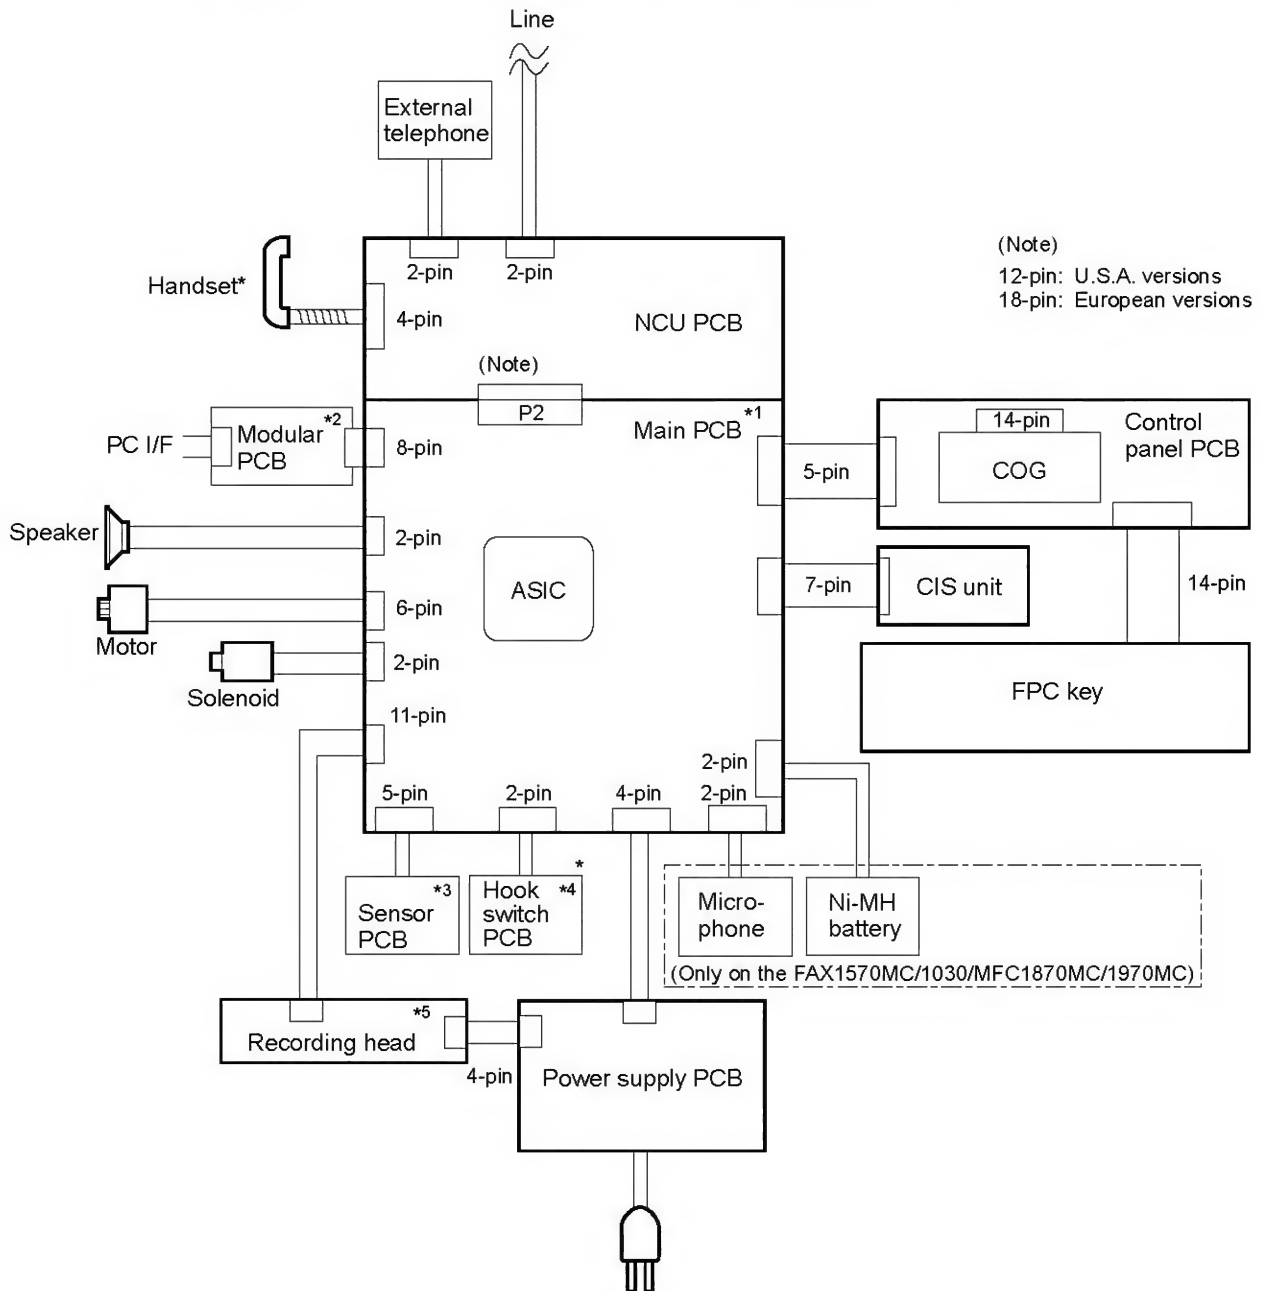 Line
External
telephone
2-pin
2-pin
Handset*
4-pin
NCU PCB
(Note)
12-pin: U.S.A. versions
18-pin: European versions
(Note)
P2
Main PCB *1
PC I/F
Modular *2
PCB
8-pin
5-pin
14-pin
COG
Control
panel PCB
Speaker
2-pin
ASIC
7-pin
CIS unit
14-pin
Motor
6-pin
Solenoid
2-pin
FPC key
11-pin
2-pin
5-pin
2-pin
4-pin
2-pin
*3
Sensor
PCB
*
Hook *4
switch
PCB
Micro-
phone
Ni-MH
battery
(Only on the FAX1570MC/1030/MFC1870MC/1970MC)
*5
Recording head
4-pin
Power supply PCB